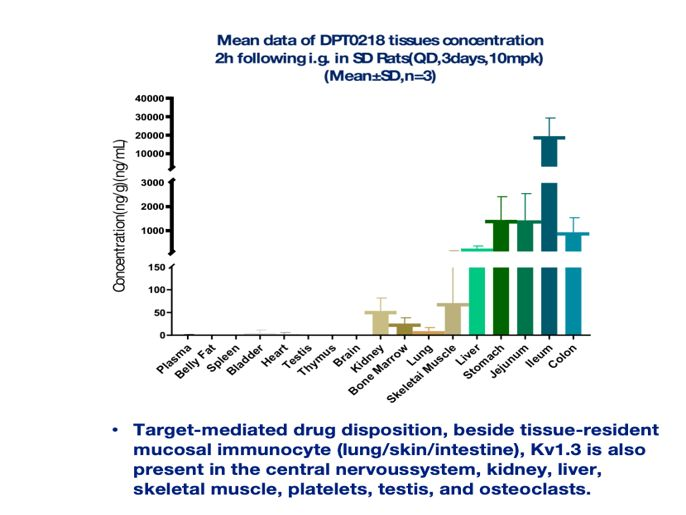 Mean data of DPT0218 tissues concentration
2h following i.g. in SD Rats(QD,3days,10mpk)
(Mean±SD,n=3)
Concentration(ng/g)(ng/mL)
40000
30000
20000
10000
3000
2000
1000
150
100
50
0
Plasma
Belly Fat
Spleen
Bladder
Heart
Testis
Thymus
Brain
Kidney
Bone Marrow
Lung
Skeletal Muscle
Liver
Stomach
Jejunum
Ileum
Colon
• Target-mediated drug disposition, beside tissue-resident
mucosal immunocyte (lung/skin/intestine), Kv1.3 is also
present in the central nervoussystem, kidney, liver,
skeletal muscle, platelets, testis, and osteoclasts.